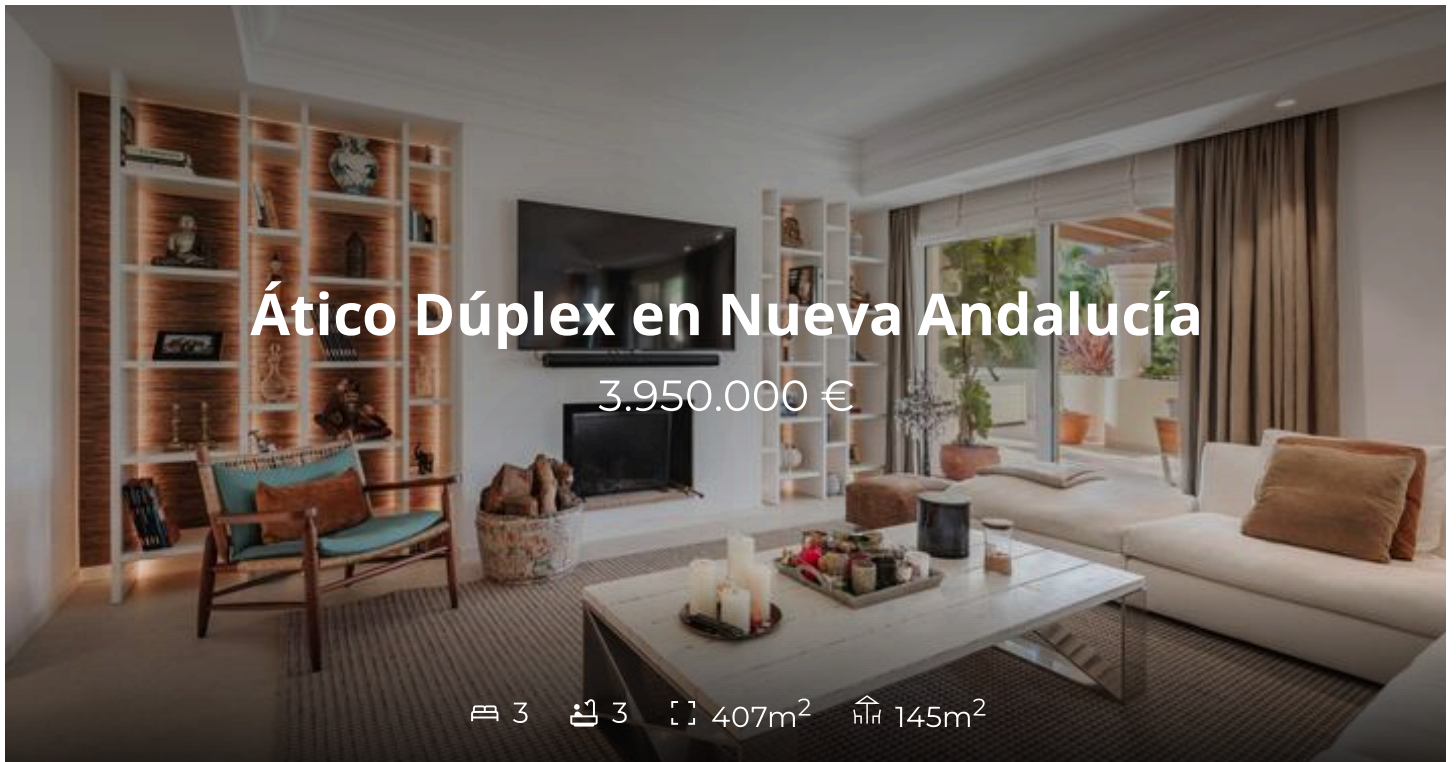 Ático Dúplex en Nueva Andalucía
3.950.000 €
3 3 407m² 145m²